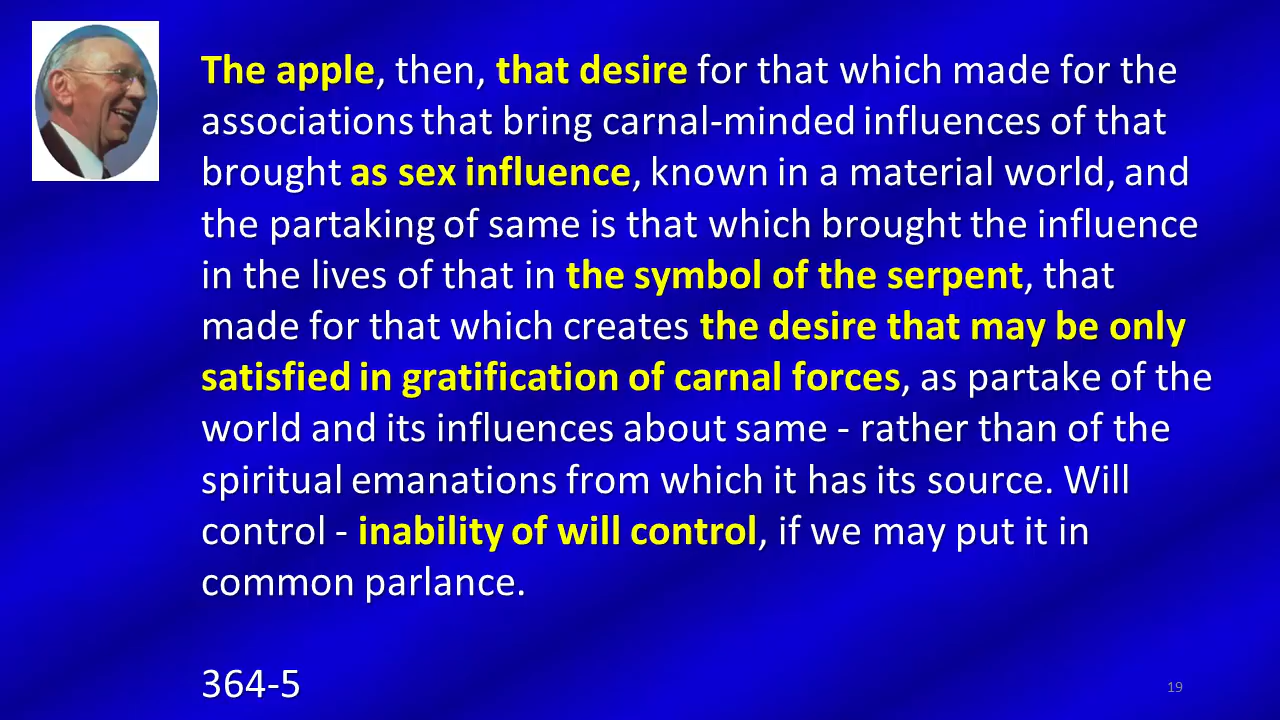 The apple, then, that desire for that which made for the
associations that bring carnal-minded influences of that
brought as sex influence, known in a material world, and
the partaking of same is that which brought the influence
in the lives of that in the symbol of the serpent, that
made for that which creates the desire that may be only
satisfied in gratification of carnal forces, as partake of the
world and its influences about same - rather than of the
spiritual emanations from which it has its source. Will
control - inability of will control, if we may put it in
common parlance.
364-5
19